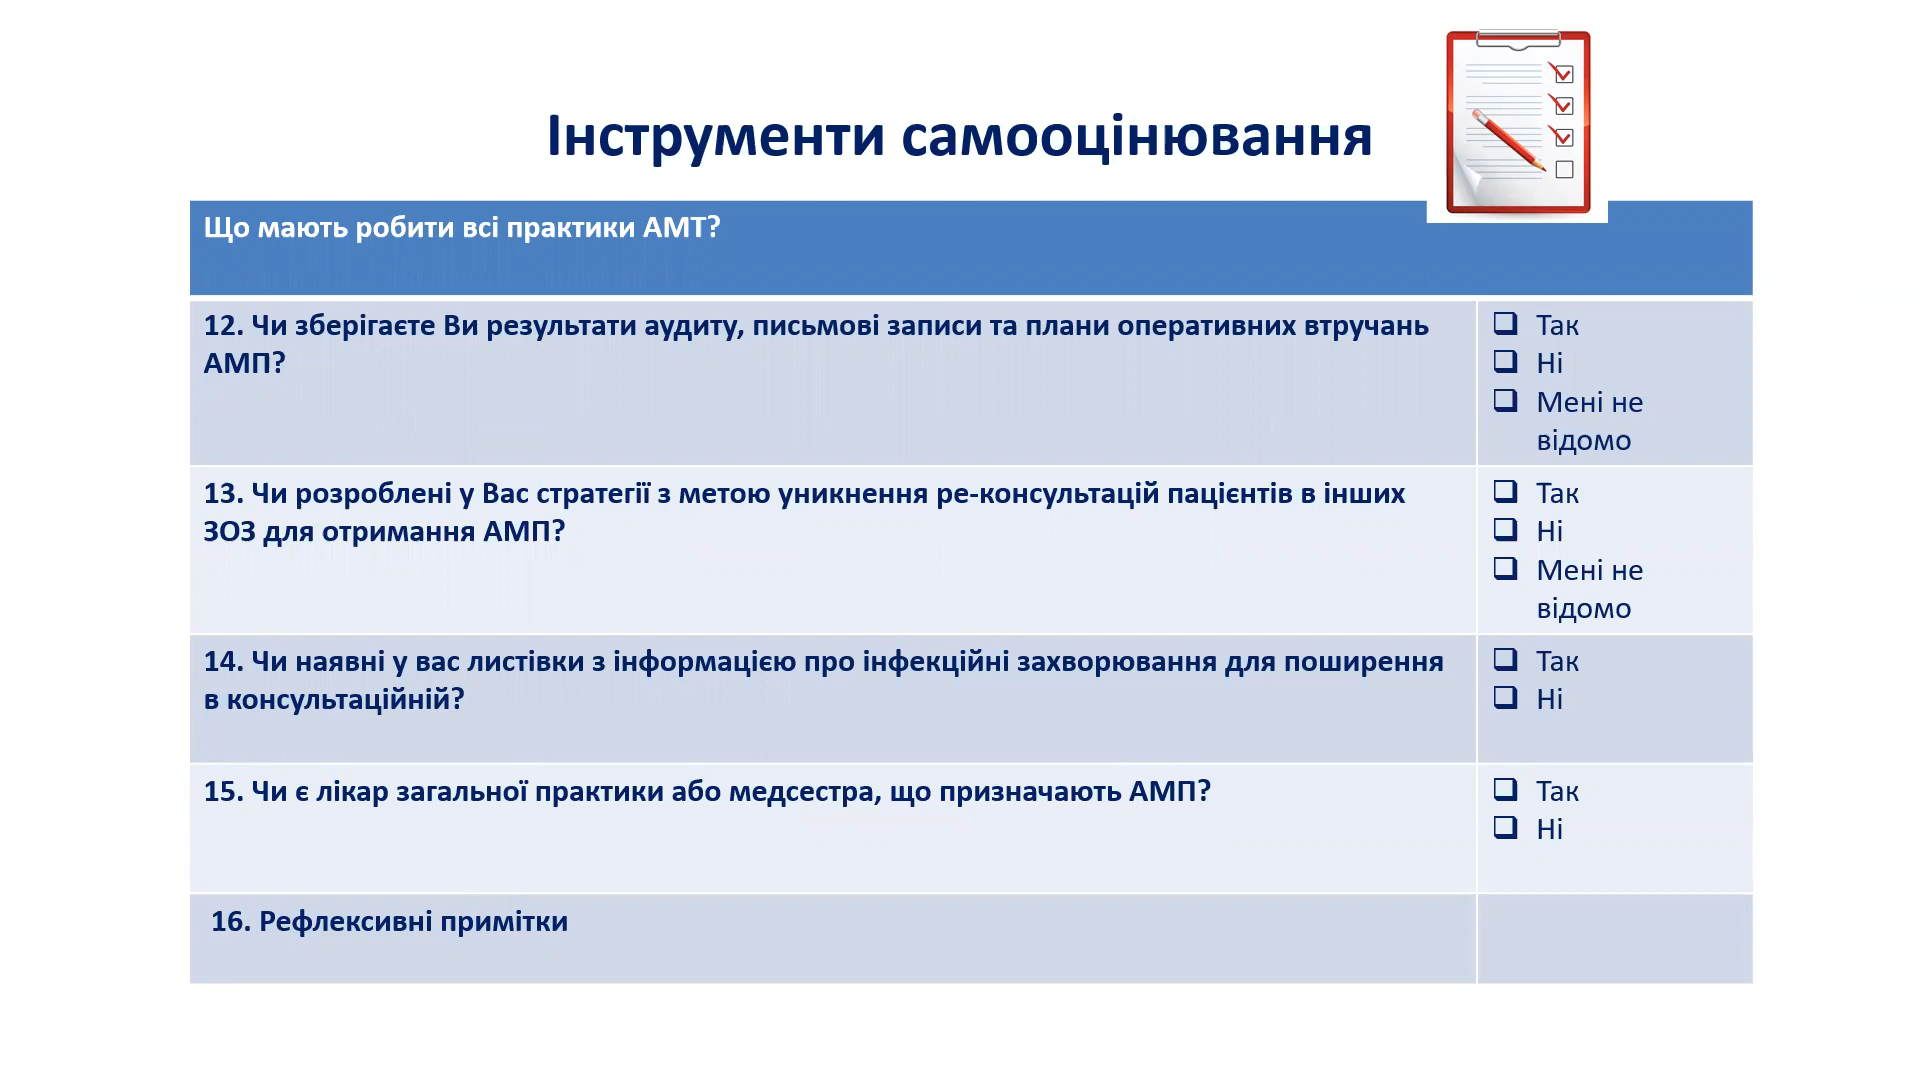 Інструменти самооцінювання
Що мають робити всі практики АМТ?
12. Чи зберігаєте Ви результати аудиту, письмові записи та плани оперативних втручань
АМП?
❑ Так
❑ Ні
❑ Мені не
відомо
13. Чи розроблені у Вас стратегії з метою уникнення ре-консультацій пацієнтів в інших
ЗОЗ для отримання АМП?
❑ Так
❑ Ні
❑ Мені не
відомо
14. Чи наявні у вас листівки з інформацією про інфекційні захворювання для поширення
в консультаційній?
❑ Так
❑ Ні
15. Чи є лікар загальної практики або медсестра, що призначають АМП?
❑ Так
❑ Ні
16. Рефлексивні примітки